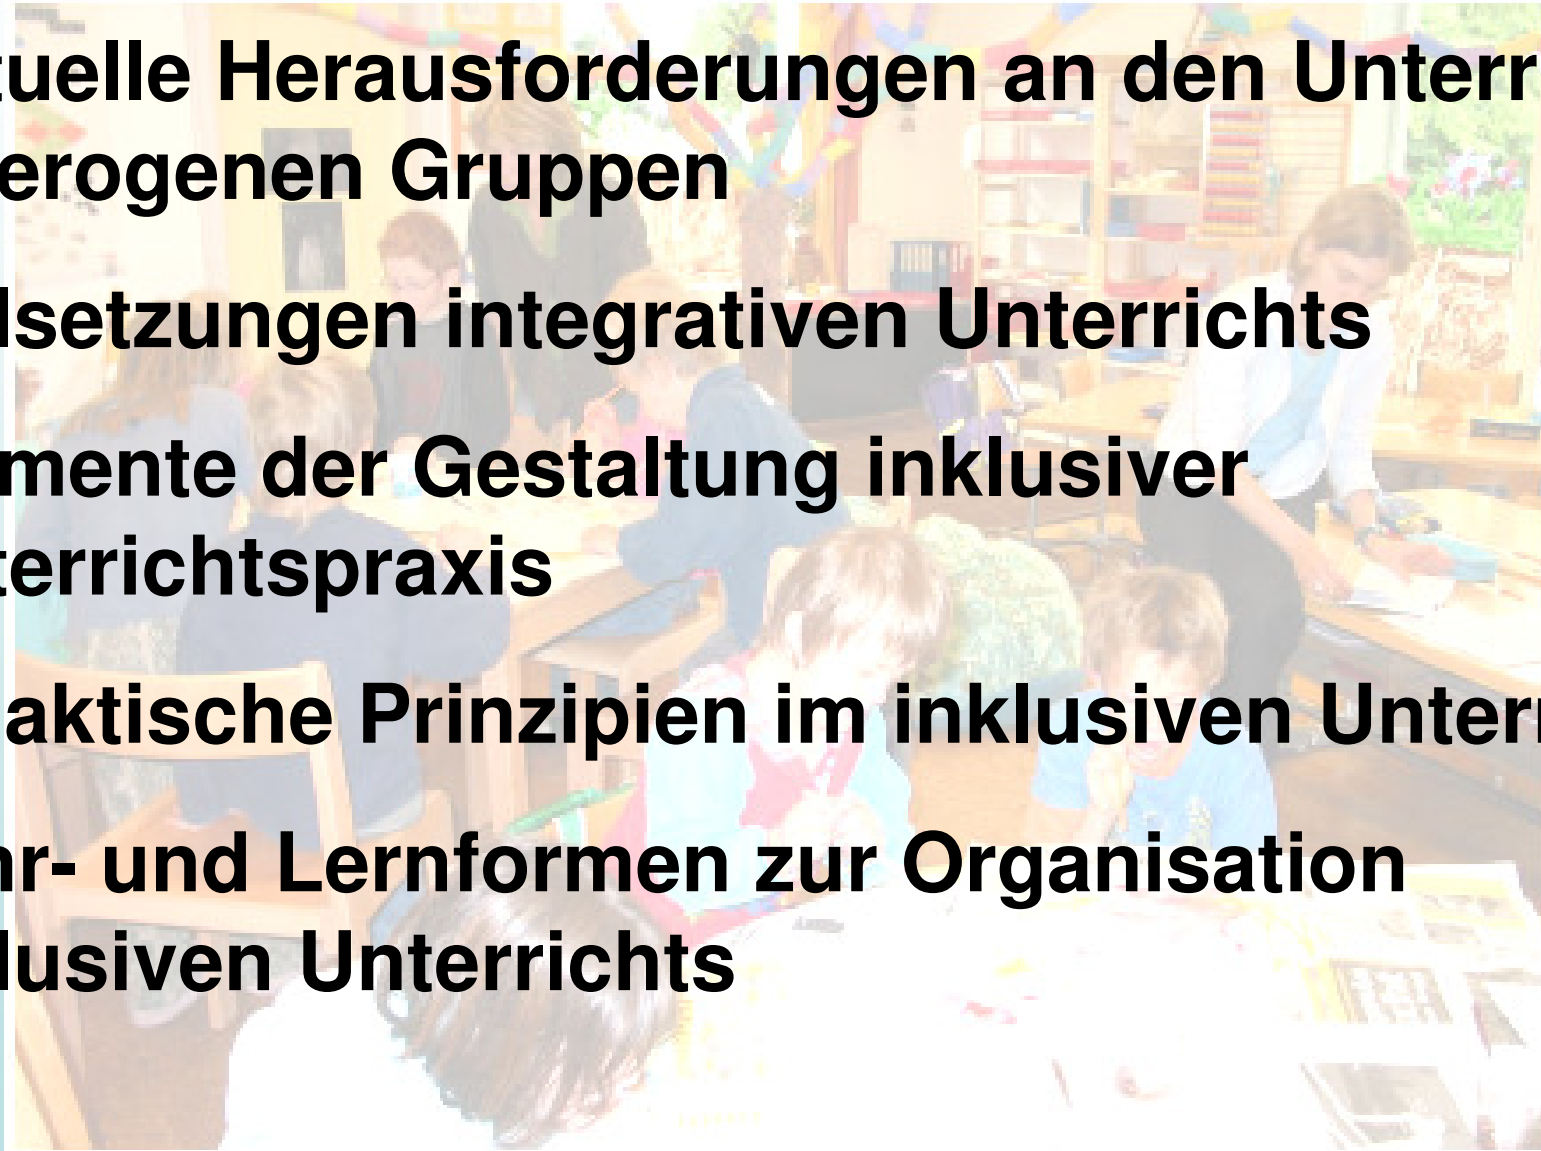 tuelle Herausforderungen an den Unterr
erogenen Gruppen
lsetzungen integrativen Unterrichts
mente der Gestaltung inklusiver
terrichtspraxis
aktische Prinzipien im inklusiven Unterr
hr- und Lernformen zur Organisation
lusiven Unterrichts